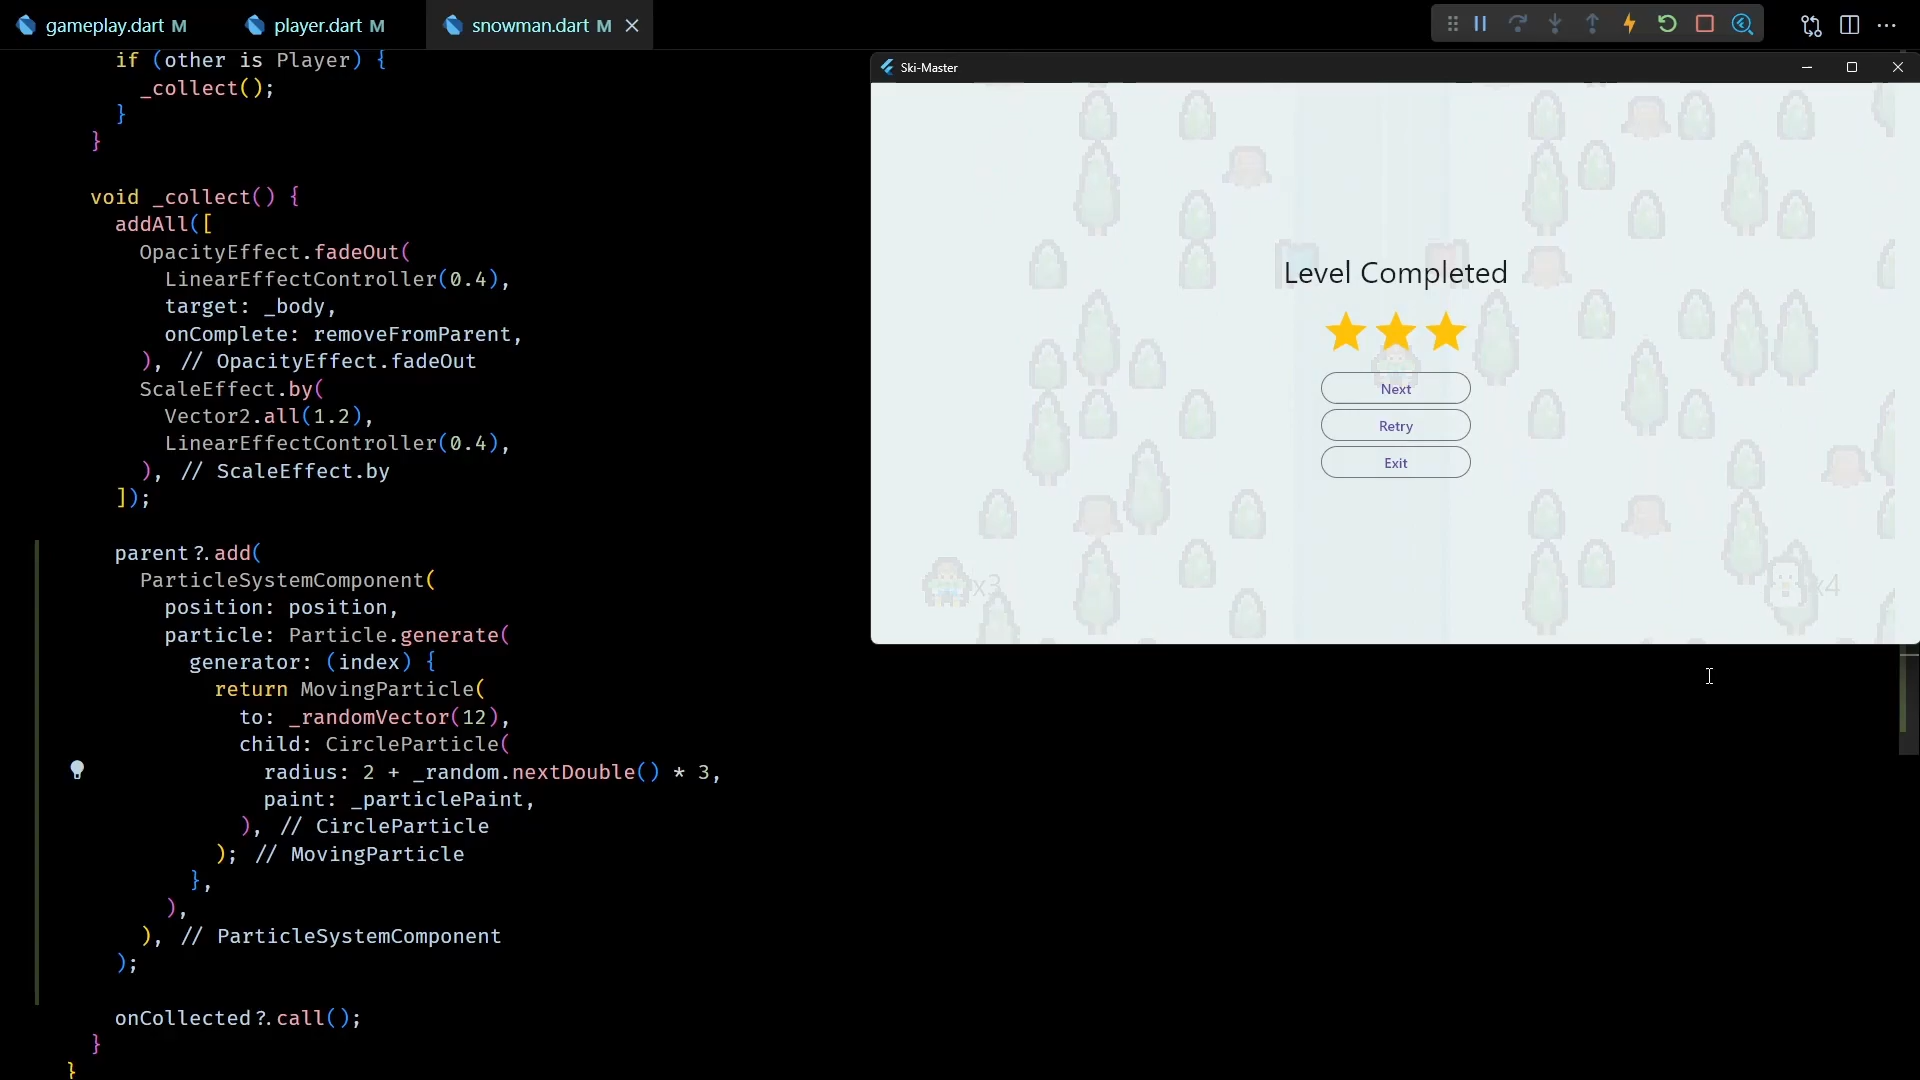 gameplay.dart M player.dart M snowman.dart M
if (other is Player) {
_collect();
}
}
void _collect() {
addAll([
OpacityEffect.fadeOut(
LinearEffectController(0.4),
target: _body,
onComplete: removeFromParent,
), // OpacityEffect.fadeOut
ScaleEffect.by(
Vector2.all(1.2),
LinearEffectController(0.4),
), // ScaleEffect.by
]);
parent?.add(
ParticleSystemComponent(
position: position,
particle: Particle.generate(
generator: (index) {
return MovingParticle(
to: _randomVector(12),
child: CircleParticle(
radius: 2 + _random.nextDouble() * 3,
paint: _particlePaint,
), // CircleParticle
); // MovingParticle
},
),
), // ParticleSystemComponent
);
onCollected?.call();
}
}
Ski-Master
Level Completed
Next
Retry
Exit
x3
x4